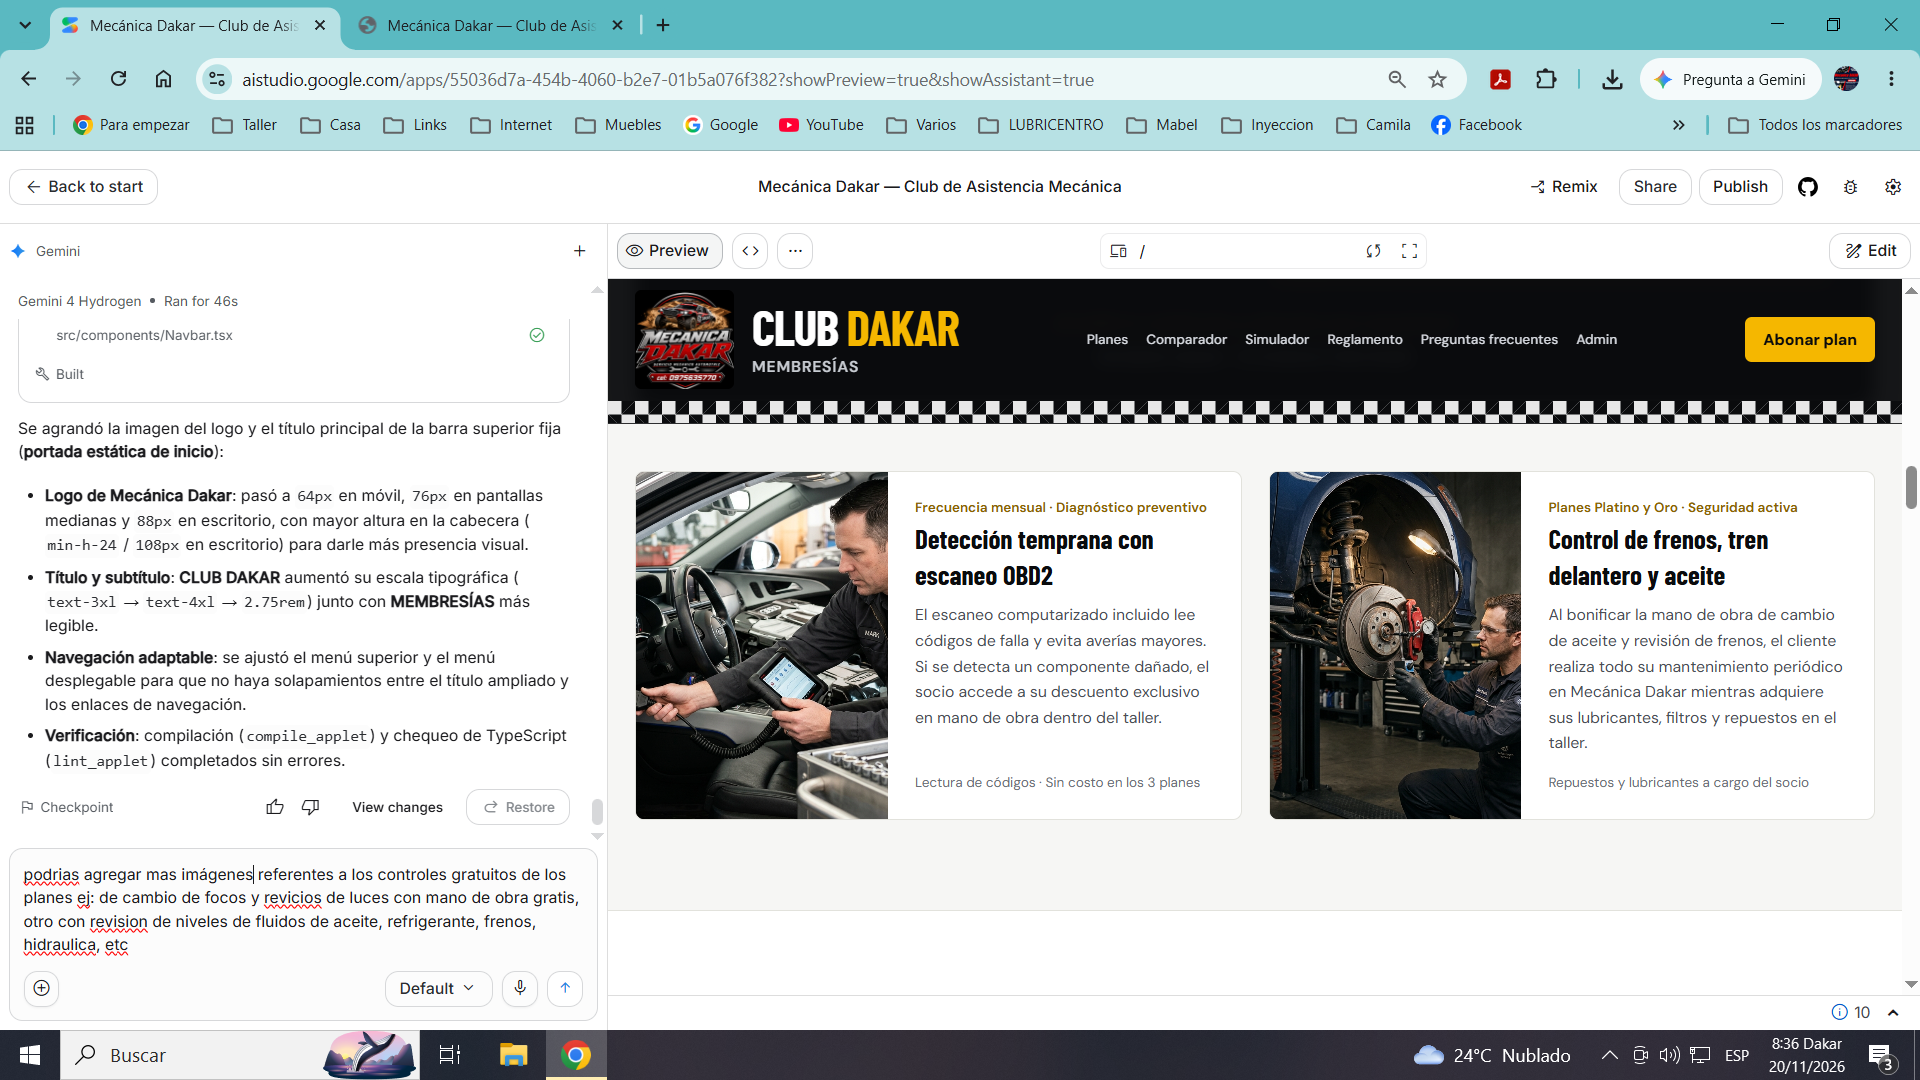 Mecánica Dakar — Club de Asis
Mecánica Dakar — Club de Asis
aistudio.google.com/apps/55036d7a-454b-4060-b2e7-01b5a076f382?showPreview=true&showAssistant=true
Pregunta a Gemini
Para empezar
Taller
Casa
Links
Internet
Muebles
Google
YouTube
Varios
LUBRICENTRO
Mabel
Inyeccion
Camila
Facebook
»
Todos los marcadores
Back to start
Mecánica Dakar — Club de Asistencia Mecánica
Remix
Share
Publish
Gemini
Gemini 4 Hydrogen • Ran for 46s
src/components/Navbar.tsx
Built
Se agrandó la imagen del logo y el título principal de la barra superior fija
(portada estática de inicio):
• Logo de Mecánica Dakar: pasó a 64px en móvil, 76px en pantallas
medianas y 88px en escritorio, con mayor altura en la cabecera (
min-h-24 / 108px en escritorio) para darle más presencia visual.
• Título y subtítulo: CLUB DAKAR aumentó su escala tipográfica (
text-3xl → text-4xl → 2.75rem) junto con MEMBRESÍAS más
legible.
• Navegación adaptable: se ajustó el menú superior y el menú
desplegable para que no haya solapamientos entre el título ampliado y
los enlaces de navegación.
• Verificación: compilación (compile_applet) y chequeo de TypeScript
(lint_applet) completados sin errores.
Checkpoint
View changes
Restore
podrias agregar mas imágenes referentes a los controles gratuitos de los
planes ej: de cambio de focos y revicios de luces con mano de obra gratis,
otro con revision de niveles de fluidos de aceite, refrigerante, frenos,
hidraulica, etc
Default
Preview
/
Edit
MECANICA
DAKAR
cel: 0975635770
CLUB DAKAR
MEMBRESÍAS
Planes
Comparador
Simulador
Reglamento
Preguntas frecuentes
Admin
Abonar plan
Frecuencia mensual · Diagnóstico preventivo
Detección temprana con
escaneo OBD2
El escaneo computarizado incluido lee
códigos de falla y evita averías mayores.
Si se detecta un componente dañado, el
socio accede a su descuento exclusivo
en mano de obra dentro del taller.
Lectura de códigos · Sin costo en los 3 planes
Planes Platino y Oro · Seguridad activa
Control de frenos, tren
delantero y aceite
Al bonificar la mano de obra de cambio
de aceite y revisión de frenos, el cliente
realiza todo su mantenimiento periódico
en Mecánica Dakar mientras adquiere
sus lubricantes, filtros y repuestos en el
taller.
Repuestos y lubricantes a cargo del socio
10
Buscar
24°C Nublado
ESP
8:36 Dakar
20/11/2026
3